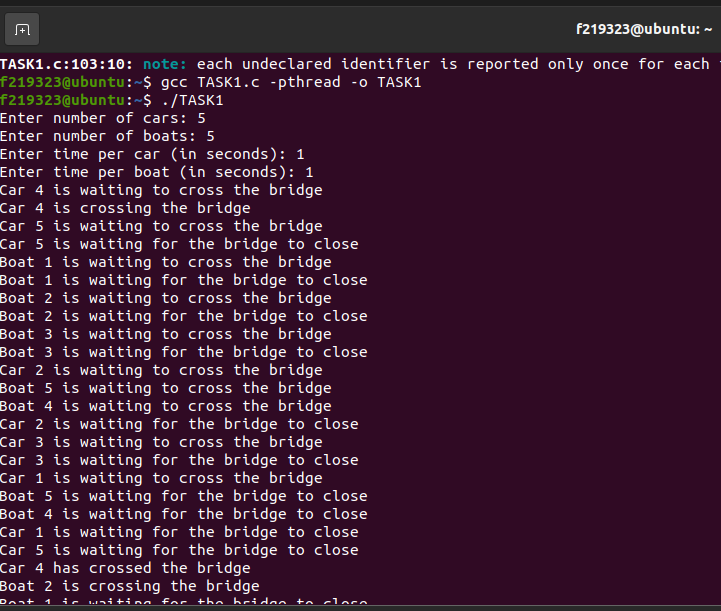 f219323@ubuntu: ~
TASK1.c:103:10: note: each undeclared identifier is reported only once for each
f219323@ubuntu:~$ gcc TASK1.c -pthread -o TASK1
f219323@ubuntu:~$ ./TASK1
Enter number of cars: 5
Enter number of boats: 5
Enter time per car (in seconds): 1
Enter time per boat (in seconds): 1
Car 4 is waiting to cross the bridge
Car 4 is crossing the bridge
Car 5 is waiting to cross the bridge
Car 5 is waiting for the bridge to close
Boat 1 is waiting to cross the bridge
Boat 1 is waiting for the bridge to close
Boat 2 is waiting to cross the bridge
Boat 2 is waiting for the bridge to close
Boat 3 is waiting to cross the bridge
Boat 3 is waiting for the bridge to close
Car 2 is waiting to cross the bridge
Boat 5 is waiting to cross the bridge
Boat 4 is waiting to cross the bridge
Car 2 is waiting for the bridge to close
Car 3 is waiting to cross the bridge
Car 3 is waiting for the bridge to close
Car 1 is waiting to cross the bridge
Boat 5 is waiting for the bridge to close
Boat 4 is waiting for the bridge to close
Car 1 is waiting for the bridge to close
Car 5 is waiting for the bridge to close
Car 4 has crossed the bridge
Boat 2 is crossing the bridge
Boat 1 is waiting for the bridge to close